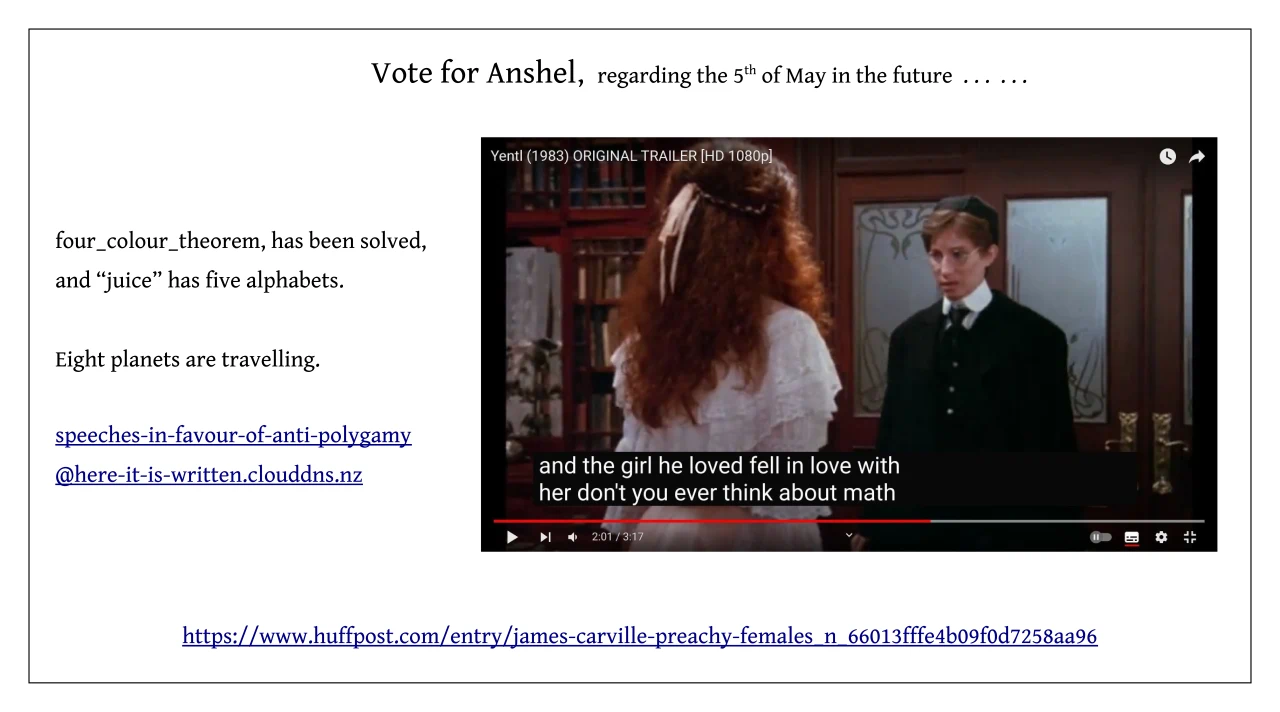 Vote for Anshel, regarding the 5th of May in the future … …
Yentl (1983) ORIGINAL TRAILER [HD 1080p]
four_colour_theorem, has been solved,
and “juice” has five alphabets.
Eight planets are travelling.
speeches-in-favour-of-anti-polygamy
@here-it-is-written.clouddns.nz
and the girl he loved fell in love with
her don't you ever think about math
2:01 / 3:17
https://www.huffpost.com/entry/james-carville-preachy-females_n_66013fffe4b09f0d7258aa96